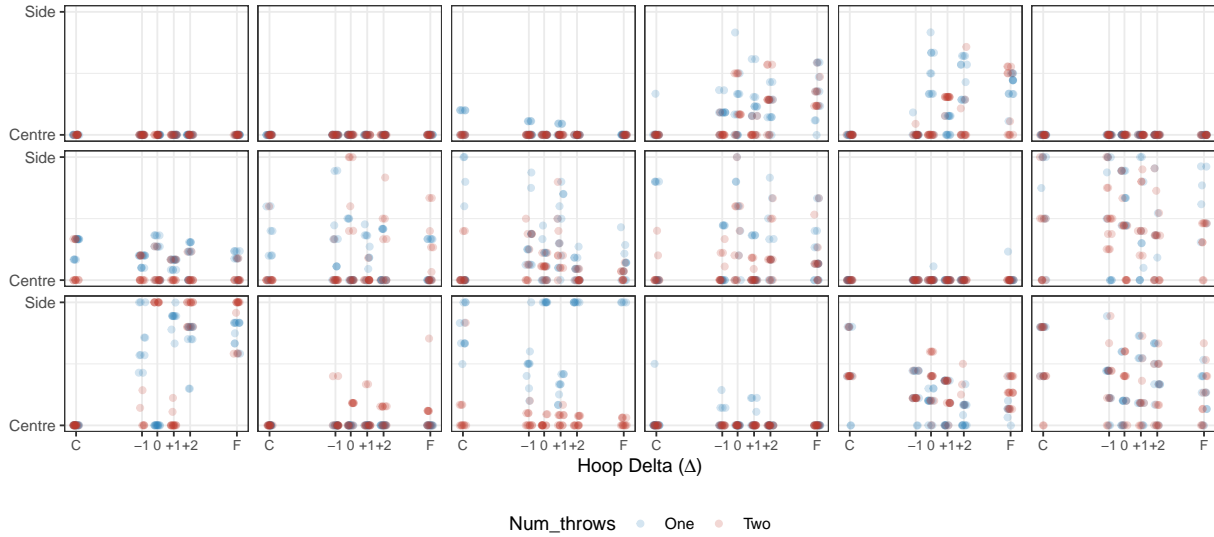 Side
Centre
Side
Centre
Side
Centre
C −1 0 +1+2 F C −1 0 +1+2 F C −1 0 +1+2 F C −1 0 +1+2 F C −1 0 +1+2 F C −1 0 +1+2 F
Hoop Delta (Δ)
Num_throws One Two